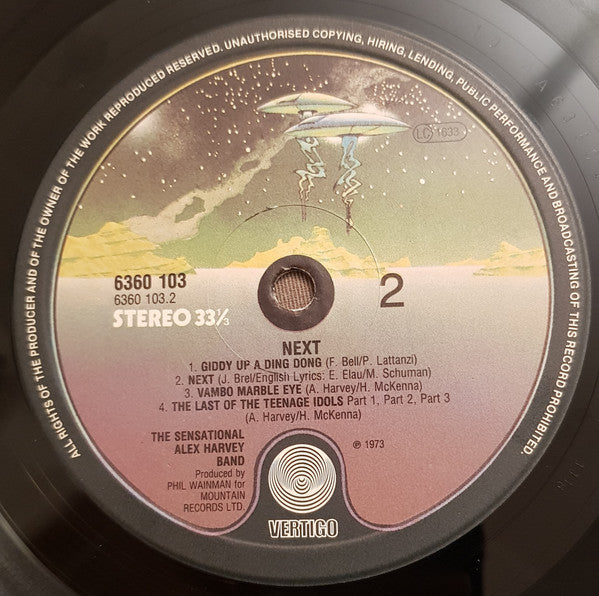 ALL RIGHTS OF THE PRODUCER AND OF THE OWNER OF THE WORK REPRODUCED RESERVED. UNAUTHORISED COPYING, HIRING, LENDING, PUBLIC PERFORMANCE AND BROADCASTING OF THIS RECORD PROHIBITED.
LC 1633
6360 103
6360 103.2
STEREO 33⅓
2
NEXT
1. GIDDY UP A DING DONG (F. Bell/P. Lattanzi)
2. NEXT (J. Brel/English Lyrics: E. Elau/M. Schuman)
3. VAMBO MARBLE EYE (A. Harvey/H. McKenna)
4. THE LAST OF THE TEENAGE IDOLS Part 1, Part 2, Part 3
(A. Harvey/H. McKenna)
THE SENSATIONAL
ALEX HARVEY
BAND
Produced by
PHIL WAINMAN for
MOUNTAIN
RECORDS LTD.
℗ 1973
VERTIGO